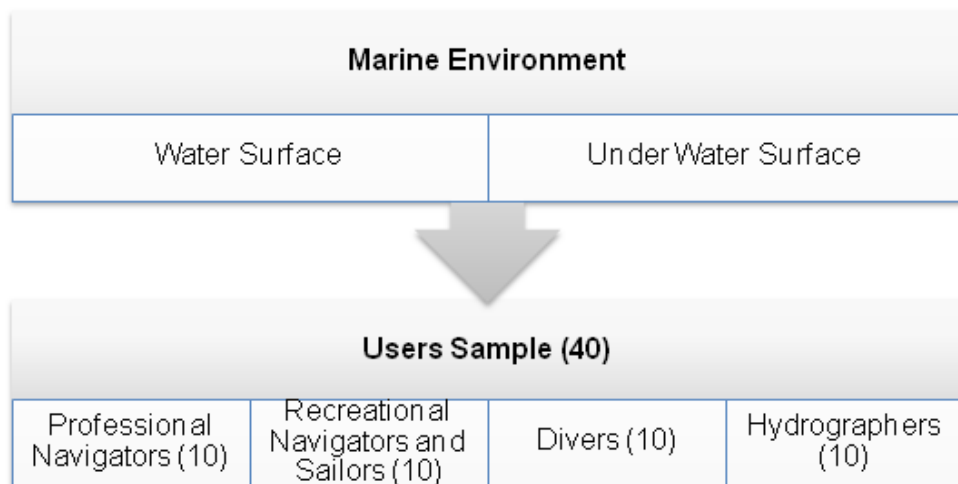 Marine Environment
Water Surface
Under Water Surface
Users Sample (40)
Professional
Navigators (10)
Recreational
Navigators and
Sailors (10)
Divers (10)
Hydrographers
(10)